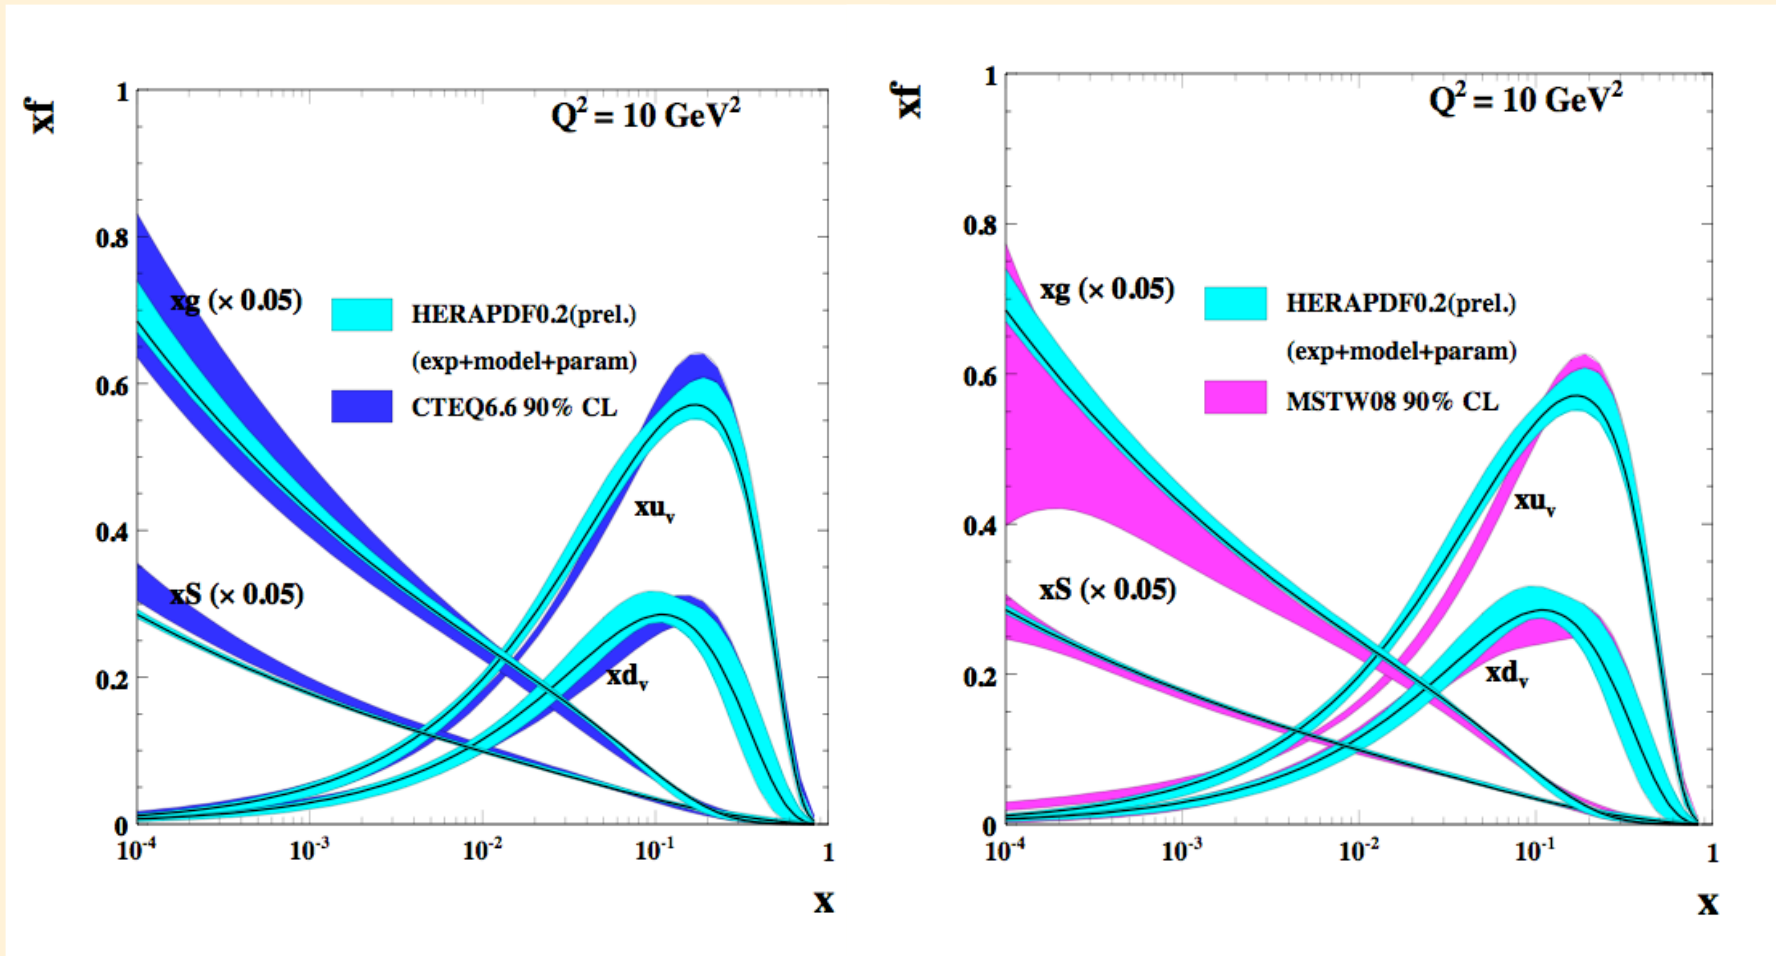 xf
1
0.8
0.6
0.4
0.2
0
Q² = 10 GeV²
xg (× 0.05)
HERAPDF0.2(prel.)
(exp+model+param)
CTEQ6.6 90% CL
xS (× 0.05)
xuᵥ
xdᵥ
10⁻⁴ 10⁻³ 10⁻² 10⁻¹ 1
x
xf
1
0.8
0.6
0.4
0.2
0
Q² = 10 GeV²
xg (× 0.05)
HERAPDF0.2(prel.)
(exp+model+param)
MSTW08 90% CL
xS (× 0.05)
xuᵥ
xdᵥ
10⁻⁴ 10⁻³ 10⁻² 10⁻¹ 1
x